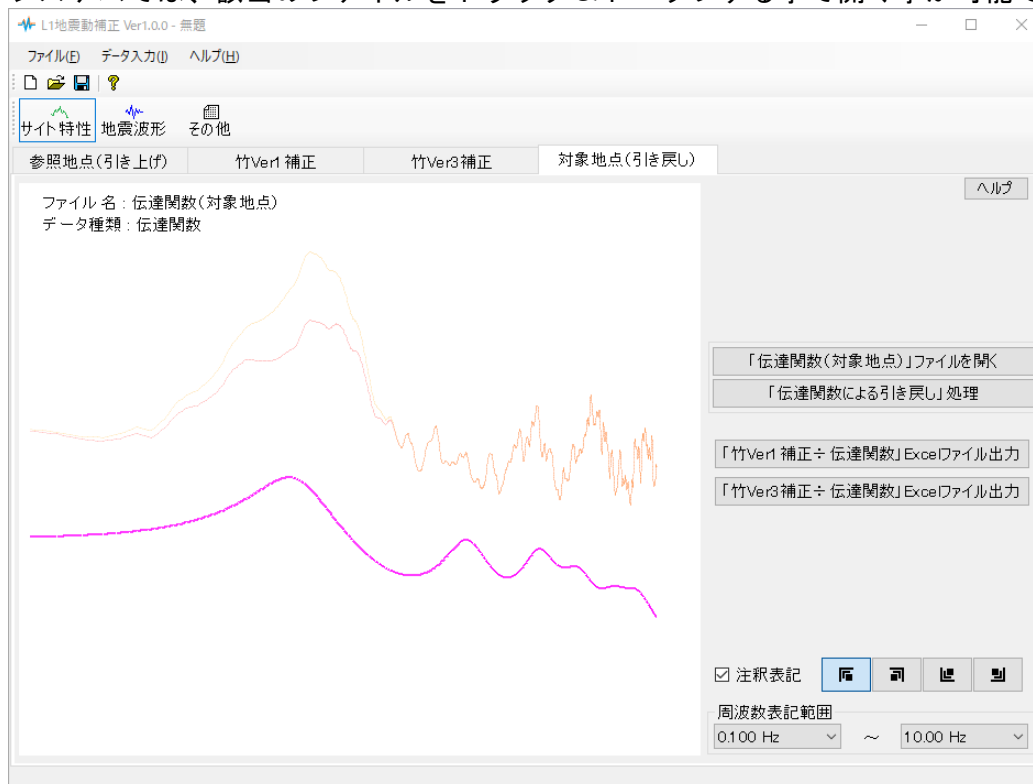 L1地震動補正 Ver1.0.0 - 無題
ファイル(F) データ入力(I) ヘルプ(H)
サイト特性 地震波形 その他
参照地点(引き上げ) 竹Ver1 補正 竹Ver3補正 対象地点(引き戻し)
ヘルプ
ファイル 名 : 伝達関数(対象地点)
データ種類 : 伝達関数
「伝達関数(対象地点)」ファイルを開く
「伝達関数による引き戻し」処理
「竹Ver1 補正÷伝達関数」Excelファイル出力
「竹Ver3補正÷伝達関数」Excelファイル出力
注釈表記
周波数表記範囲
0.100 Hz ～ 10.00 Hz